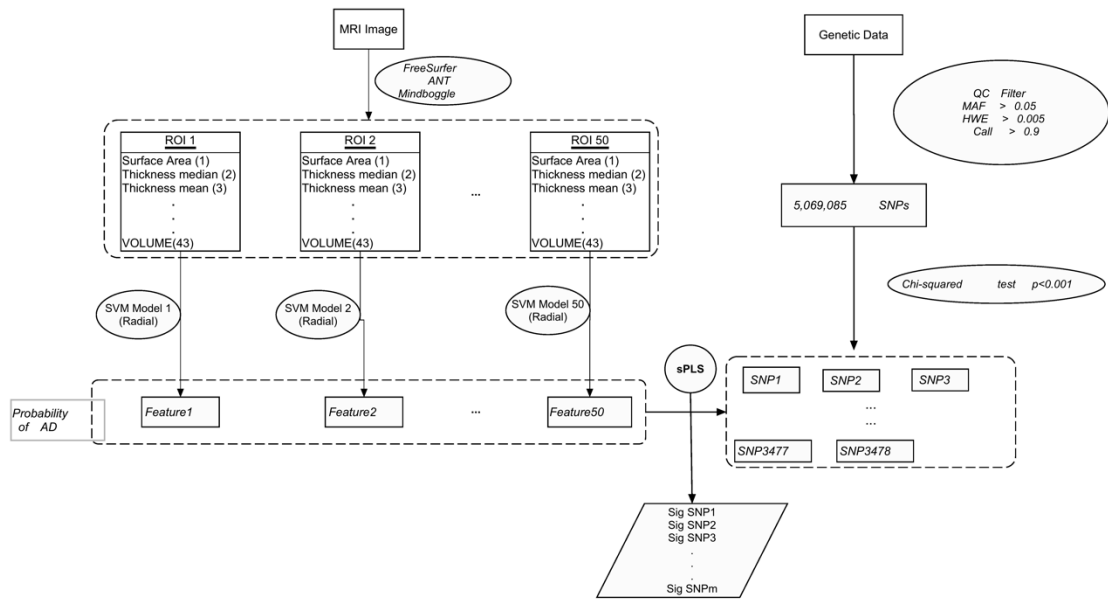 MRI Image
FreeSurfer
ANT
Mindboggle
ROI 1
Surface Area (1)
Thickness median (2)
Thickness mean (3)
.
.
.
VOLUME(43)
ROI 2
Surface Area (1)
Thickness median (2)
Thickness mean (3)
.
.
.
VOLUME(43)
...
ROI 50
Surface Area (1)
Thickness median (2)
Thickness mean (3)
.
.
.
VOLUME(43)
SVM Model 1
(Radial)
SVM Model 2
(Radial)
SVM Model 50
(Radial)
Probability
of AD
Feature1
Feature2
...
Feature50
Genetic Data
QC Filter
MAF > 0.05
HWE > 0.005
Call > 0.9
5,069,085 SNPs
Chi-squared test p<0.001
sPLS
SNP1
SNP2
SNP3
...
...
SNP3477
SNP3478
Sig SNP1
Sig SNP2
Sig SNP3
.
.
.
Sig SNPm